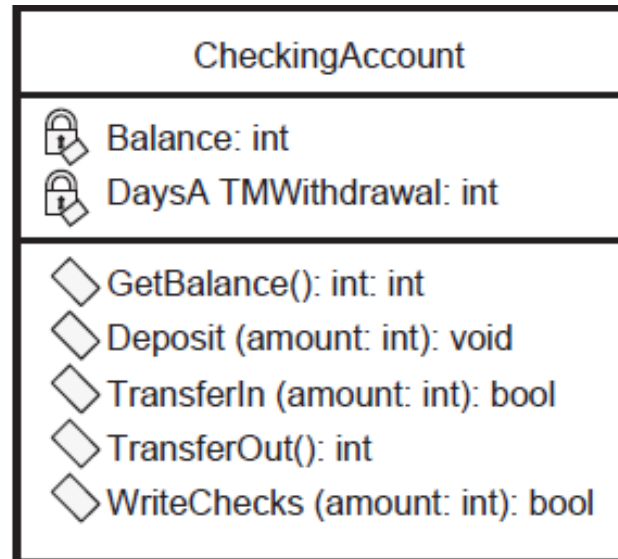 CheckingAccount
Balance: int
DaysA TMWithdrawal: int
GetBalance(): int: int
Deposit (amount: int): void
TransferIn (amount: int): bool
TransferOut(): int
WriteChecks (amount: int): bool